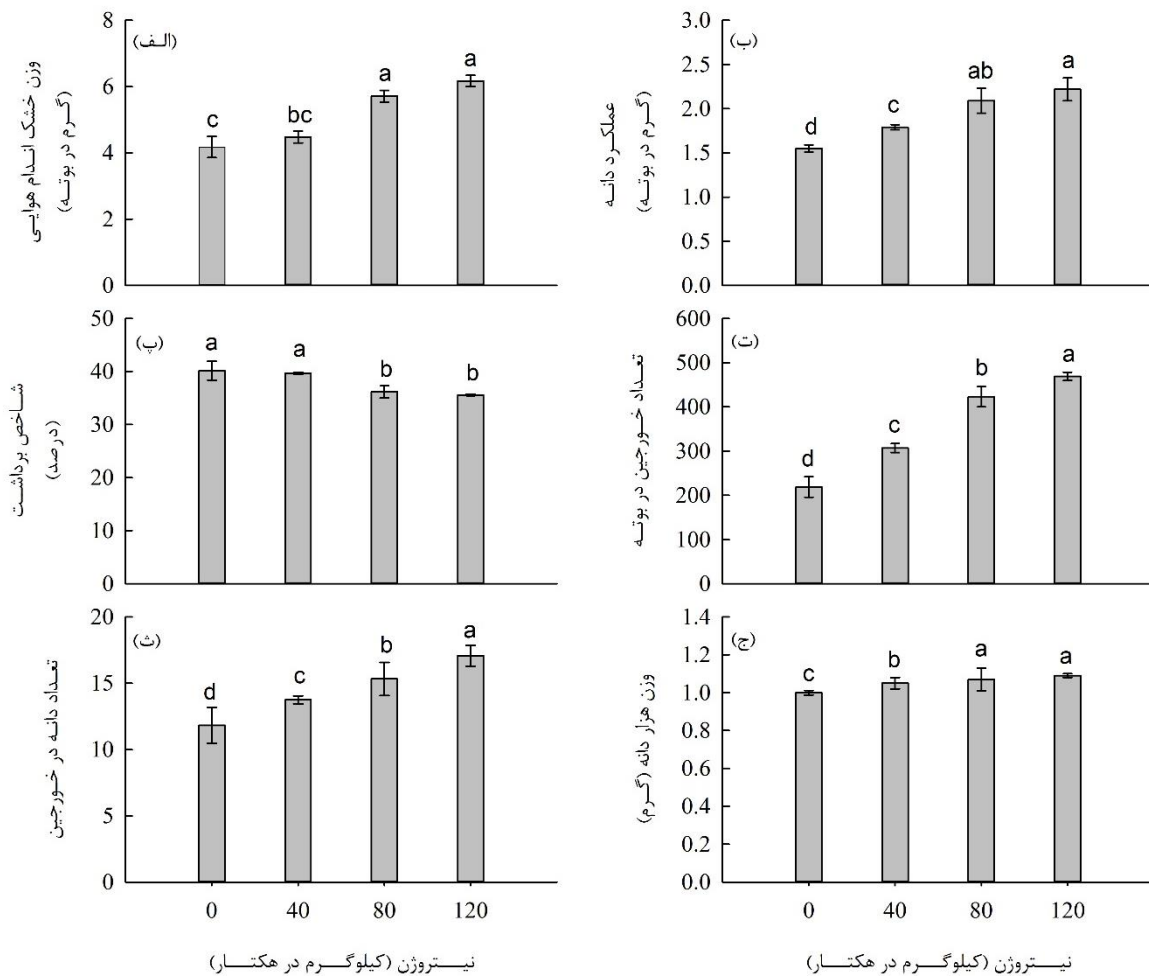 (الف)
وزن خشک اندام هوایی
(گرم در بوته)
8
6
4
2
0
c
bc
a
a
(ب)
عملکرد دانه
(گرم در بوته)
3.0
2.5
2.0
1.5
1.0
0.5
0.0
d
c
ab
a
(پ)
شاخص برداشت
(درصد)
50
40
30
20
10
0
a
a
b
b
(ت)
تعداد خورجین در بوته
600
500
400
300
200
100
0
d
c
b
a
(ث)
تعداد دانه در خورجین
20
15
10
5
0
d
c
b
a
0
40
80
120
نیتروژن (کیلوگرم در هکتار)
(ج)
وزن هزار دانه (گرم)
1.4
1.2
1.0
0.8
0.6
0.4
0.2
0.0
c
b
a
a
0
40
80
120
نیتروژن (کیلوگرم در هکتار)